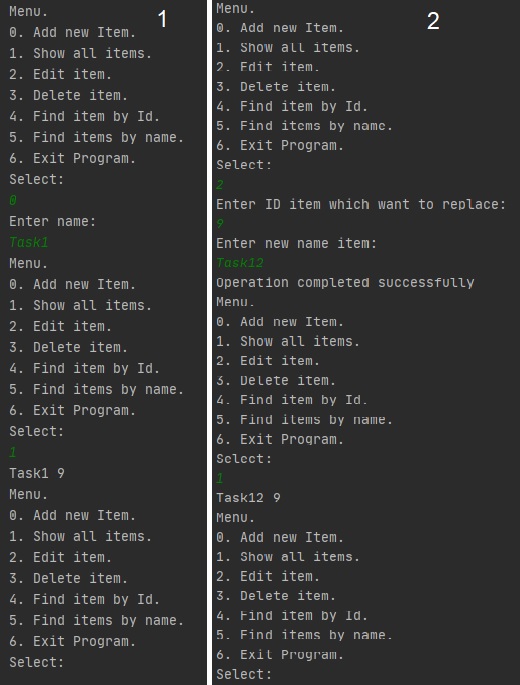 1
Menu.
0. Add new Item.
1. Show all items.
2. Edit item.
3. Delete item.
4. Find item by Id.
5. Find items by name.
6. Exit Program.
Select:
0
Enter name:
Task1
Menu.
0. Add new Item.
1. Show all items.
2. Edit item.
3. Delete item.
4. Find item by Id.
5. Find items by name.
6. Exit Program.
Select:
1
Task1 9
Menu.
0. Add new Item.
1. Show all items.
2. Edit item.
3. Delete item.
4. Find item by Id.
5. Find items by name.
6. Exit Program.
Select:
2
Menu.
0. Add new Item.
1. Show all items.
2. Edit item.
3. Delete item.
4. Find item by Id.
5. Find items by name.
6. Exit Program.
Select:
2
Enter ID item which want to replace:
9
Enter new name item:
Task12
Operation completed successfully
Menu.
0. Add new Item.
1. Show all items.
2. Edit item.
3. Delete item.
4. Find item by Id.
5. Find items by name.
6. Exit Program.
Select:
1
Task12 9
Menu.
0. Add new Item.
1. Show all items.
2. Edit item.
3. Delete item.
4. Find item by Id.
5. Find items by name.
6. Exit Program.
Select: